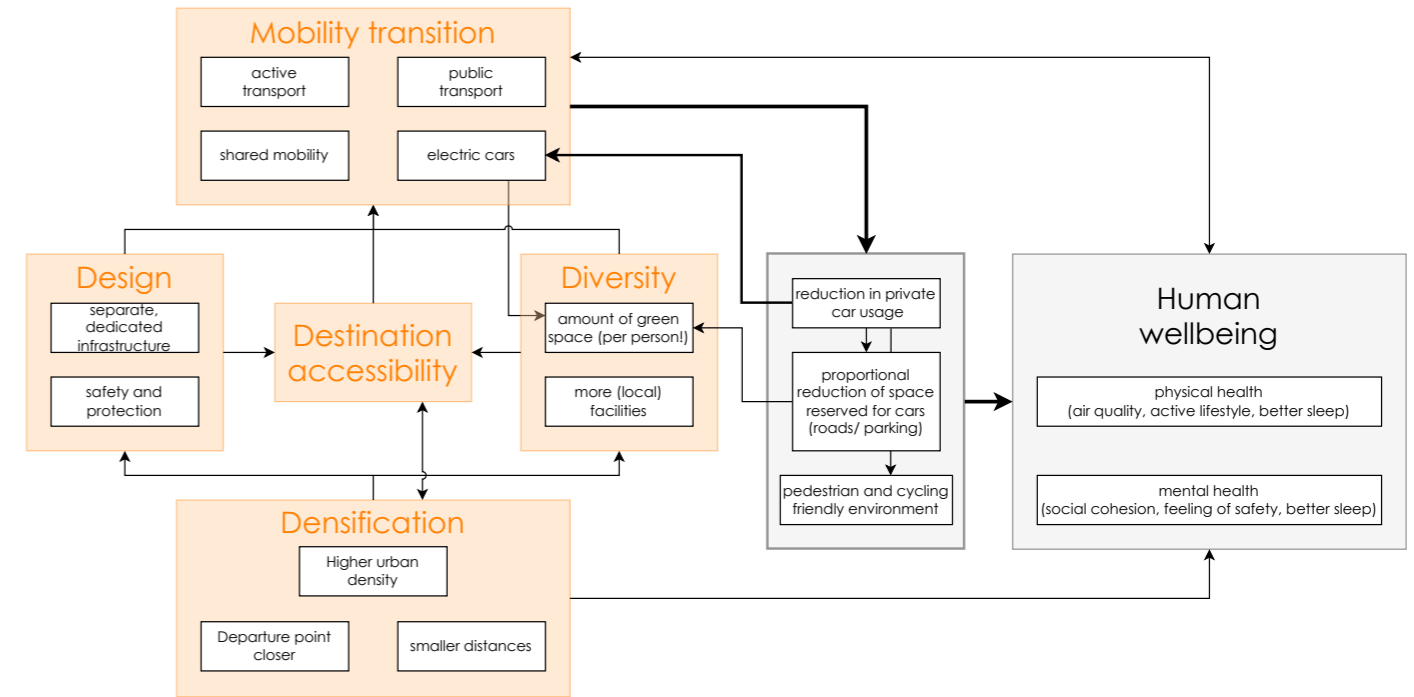 Mobility transition
active
transport
public
transport
shared mobility
electric cars
Design
separate,
dedicated
infrastructure
safety and
protection
Destination
accessibility
Diversity
amount of green
space (per person!)
more (local)
facilities
Densification
Higher urban
density
Departure point
closer
smaller distances
reduction in private
car usage
proportional
reduction of space
reserved for cars
(roads/ parking)
pedestrian and cycling
friendly environment
Human
wellbeing
physical health
(air quality, active lifestyle, better sleep)
mental health
(social cohesion, feeling of safety, better sleep)